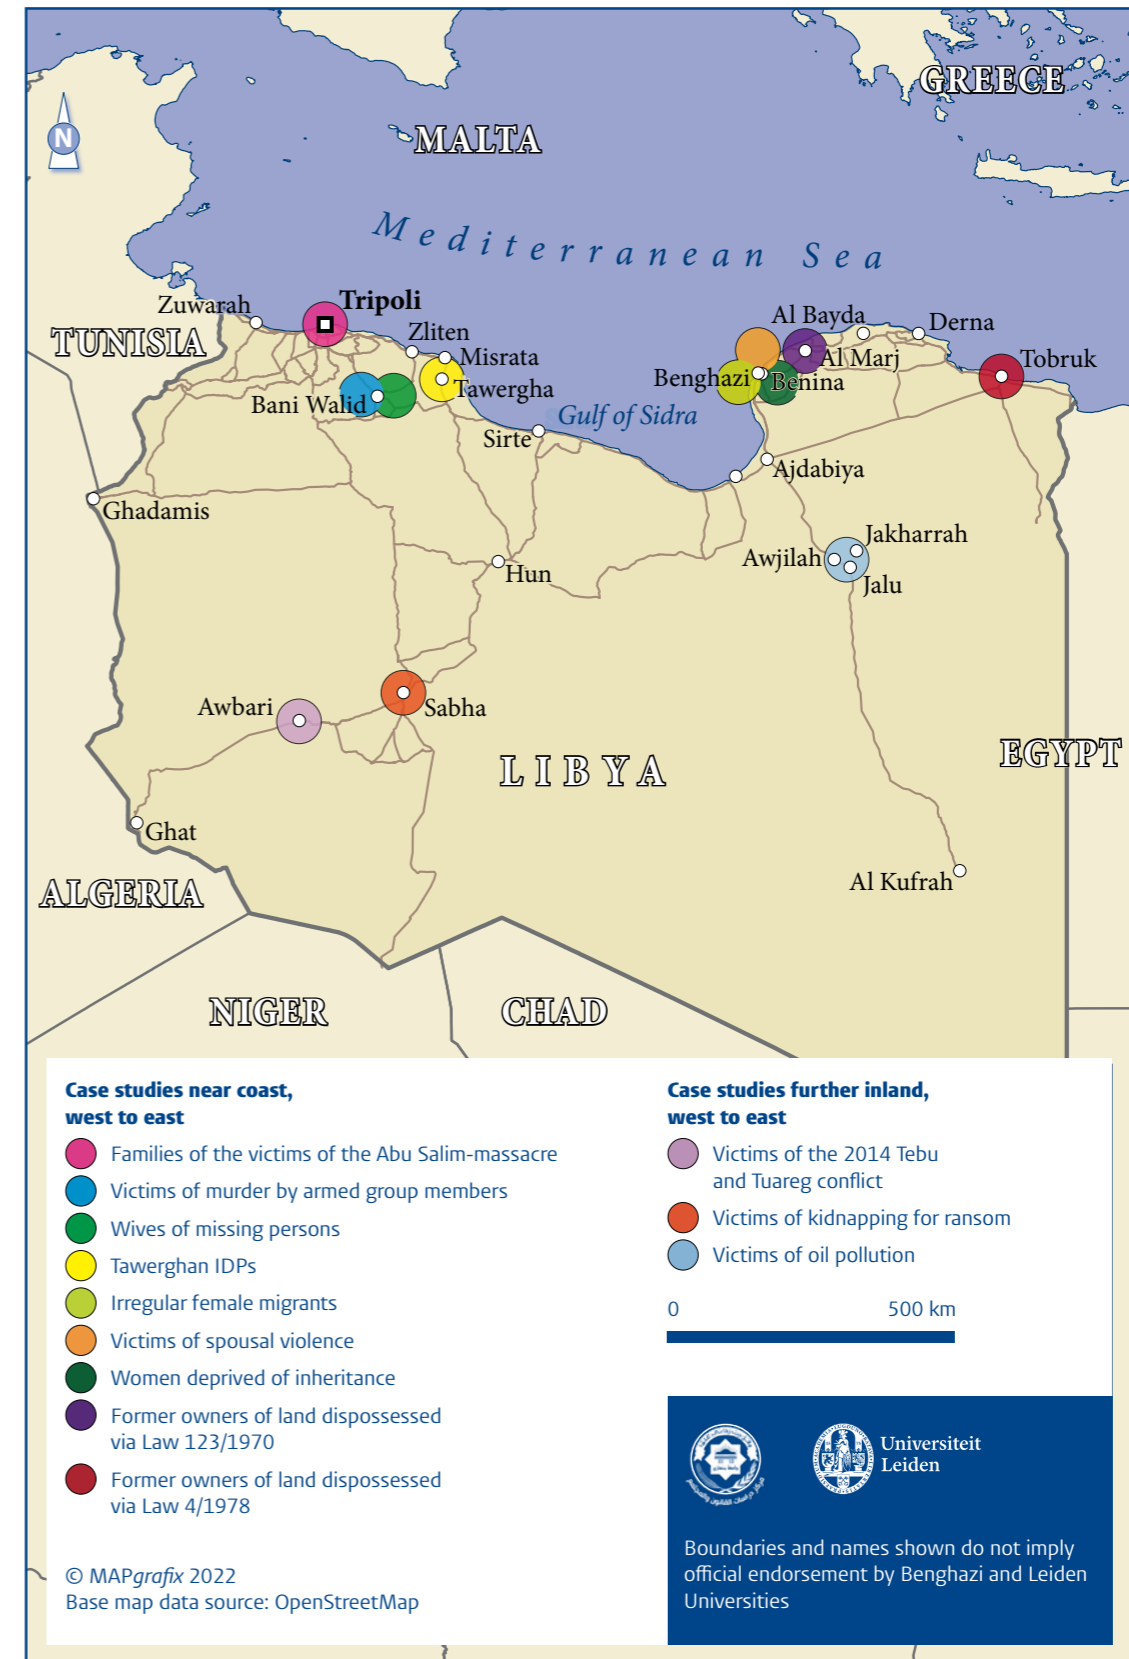 GREECE
N
MALTA
Mediterranean Sea
Zuwarah
Tripoli
TUNISIA
Zliten
Misrata
Tawergha
Bani Walid
Al Bayda
Derna
Al Marj
Tobruk
Benghazi
Benina
Gulf of Sidra
Sirte
Ajdabiya
Ghadamis
Jakharrah
Awjilah
Jalu
Hun
Awbari
Sabha
LIBYA
EGYPT
Ghat
Al Kufrah
ALGERIA
NIGER
CHAD
Case studies near coast,
west to east
Families of the victims of the Abu Salim-massacre
Victims of murder by armed group members
Wives of missing persons
Tawerghan IDPs
Irregular female migrants
Victims of spousal violence
Women deprived of inheritance
Former owners of land dispossessed
via Law 123/1970
Former owners of land dispossessed
via Law 4/1978
© MAPgrafix 2022
Base map data source: OpenStreetMap
Case studies further inland,
west to east
Victims of the 2014 Tebu
and Tuareg conflict
Victims of kidnapping for ransom
Victims of oil pollution
0 500 km
Universiteit
Leiden
Boundaries and names shown do not imply
official endorsement by Benghazi and Leiden
Universities